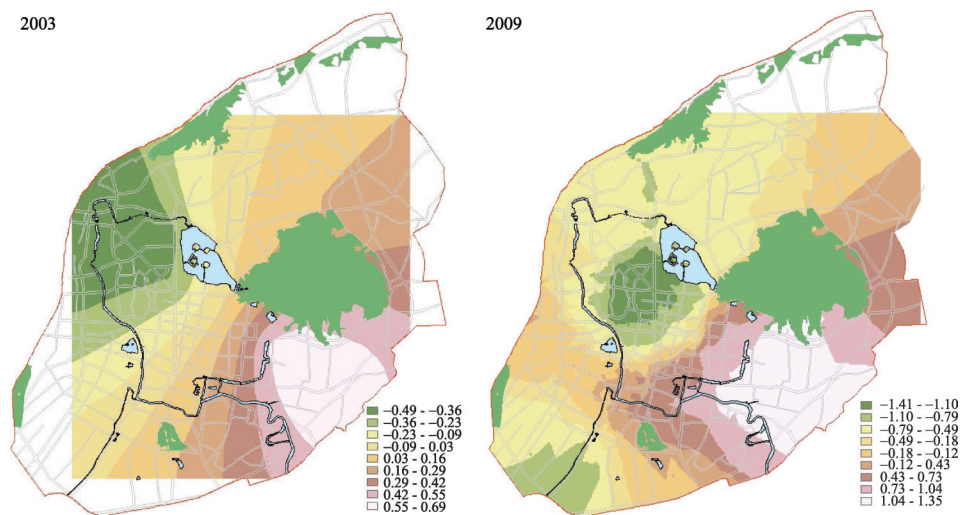 2003
2009
−0.49 - −0.36
−0.36 - −0.23
−0.23 - −0.09
−0.09 - 0.03
0.03 - 0.16
0.16 - 0.29
0.29 - 0.42
0.42 - 0.55
0.55 - 0.69
−1.41 - −1.10
−1.10 - −0.79
−0.79 - −0.49
−0.49 - −0.18
−0.18 - −0.12
−0.12 - 0.43
0.43 - 0.73
0.73 - 1.04
1.04 - 1.35